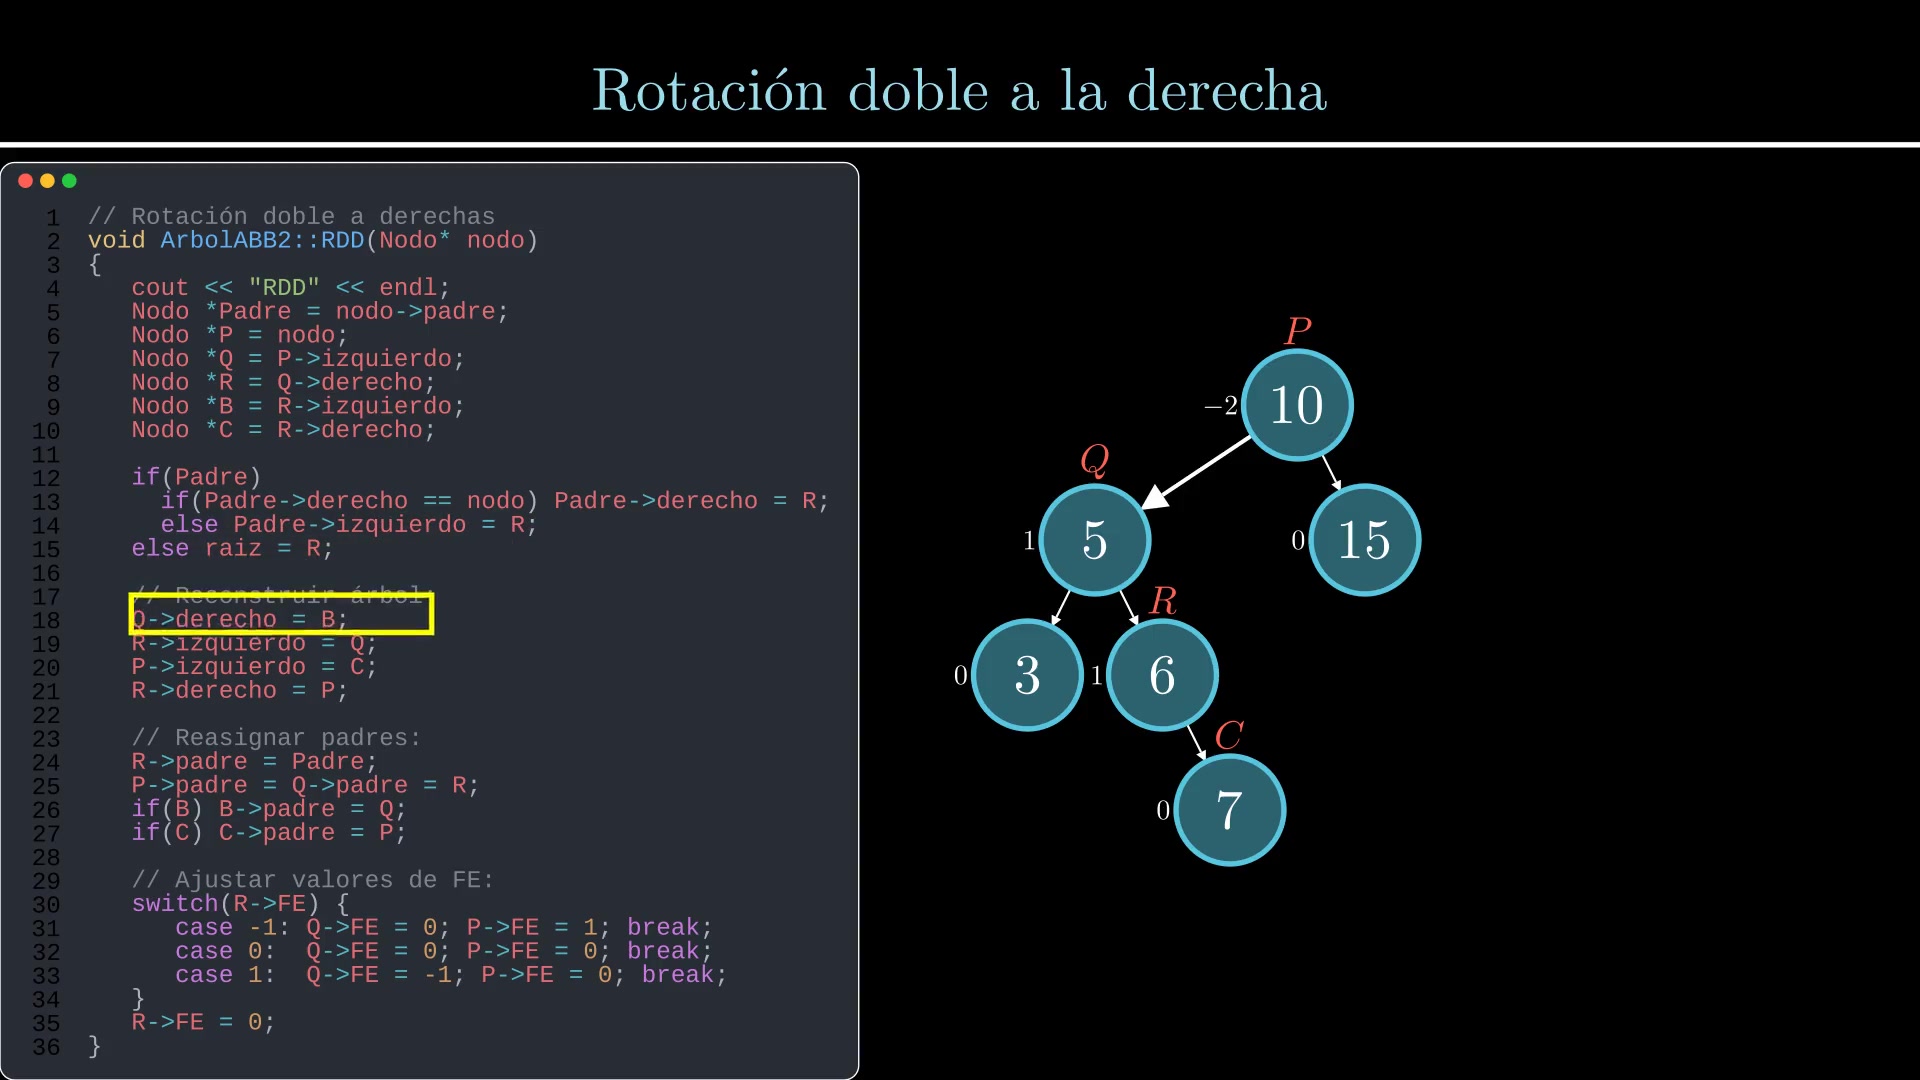 Rotación doble a la derecha
1 // Rotación doble a derechas
2 void ArbolABB2::RDD(Nodo* nodo)
3 {
4 cout << "RDD" << endl;
5 Nodo *Padre = nodo->padre;
6 Nodo *P = nodo;
7 Nodo *Q = P->izquierdo;
8 Nodo *R = Q->derecho;
9 Nodo *B = R->izquierdo;
10 Nodo *C = R->derecho;
11
12 if(Padre)
13 if(Padre->derecho == nodo) Padre->derecho = R;
14 else Padre->izquierdo = R;
15 else raiz = R;
16
17 // Reconstruir árbol:
18 Q->derecho = B;
19 R->izquierdo = Q;
20 P->izquierdo = C;
21 R->derecho = P;
22
23 // Reasignar padres:
24 R->padre = Padre;
25 P->padre = Q->padre = R;
26 if(B) B->padre = Q;
27 if(C) C->padre = P;
28
29 // Ajustar valores de FE:
30 switch(R->FE) {
31 case -1: Q->FE = 0; P->FE = 1; break;
32 case 0: Q->FE = 0; P->FE = 0; break;
33 case 1: Q->FE = -1; P->FE = 0; break;
34 }
35 R->FE = 0;
36 }
P
−2 10
Q
1 5 0 15
R
0 3 1 6
C
0 7